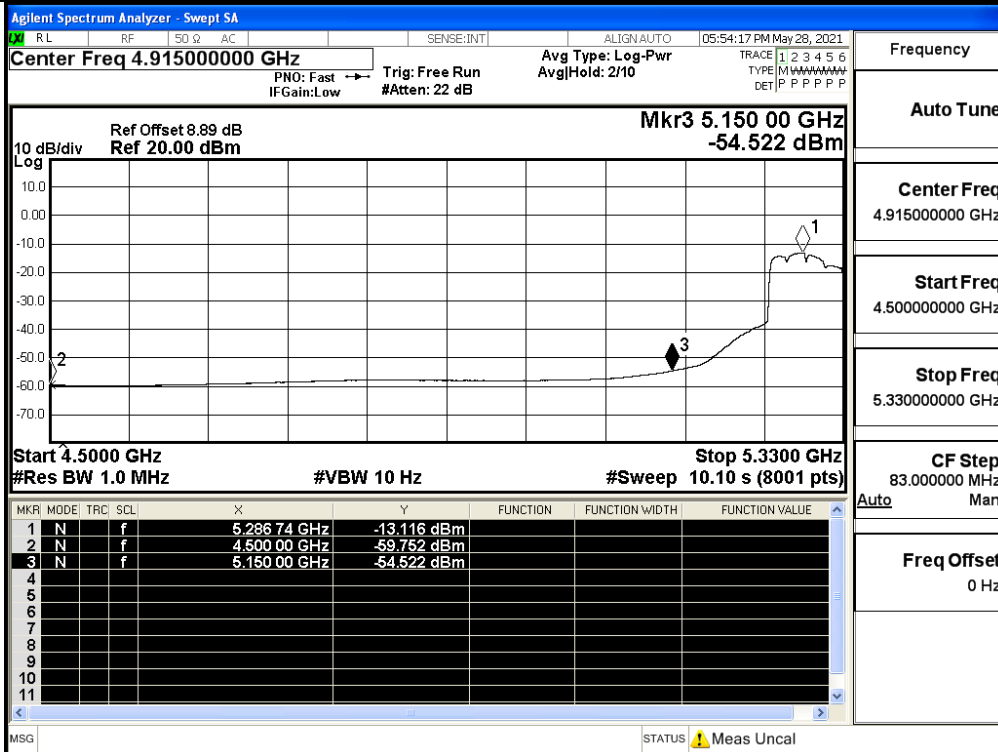 Agilent Spectrum Analyzer - Swept SA
LXI RL RF 50 Ω AC SENSE:INT ALIGN AUTO 05:54:17 PM May 28, 2021
Center Freq 4.915000000 GHz
PNO: Fast
IFGain:Low
Trig: Free Run
#Atten: 22 dB
Avg Type: Log-Pwr
Avg|Hold: 2/10
TRACE 1 2 3 4 5 6
TYPE M WWWWW
DET P P P P P P
Mkr3 5.150 00 GHz
-54.522 dBm
Ref Offset 8.89 dB
10 dB/div Ref 20.00 dBm
Log
10.0
0.00
-10.0
-20.0
-30.0
-40.0
-50.0
-60.0
-70.0
1
2
3
Start 4.5000 GHz Stop 5.3300 GHz
#Res BW 1.0 MHz #VBW 10 Hz #Sweep 10.10 s (8001 pts)
MKR MODE TRC SCL X Y FUNCTION FUNCTION WIDTH FUNCTION VALUE
1 N f 5.286 74 GHz -13.116 dBm
2 N f 4.500 00 GHz -59.752 dBm
3 N f 5.150 00 GHz -54.522 dBm
4
5
6
7
8
9
10
11
MSG STATUS Meas Uncal
Frequency
Auto Tune
Center Freq
4.915000000 GHz
Start Freq
4.500000000 GHz
Stop Freq
5.330000000 GHz
CF Step
83.000000 MHz
Auto Man
Freq Offset
0 Hz